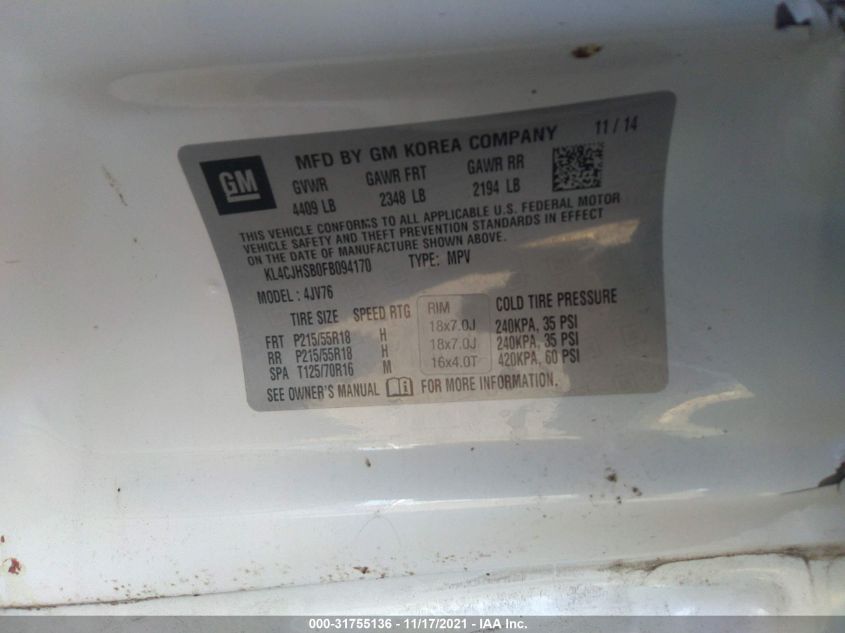 GM
MFD BY GM KOREA COMPANY 11 / 14
GVWR GAWR FRT GAWR RR
4409 LB 2348 LB 2194 LB
THIS VEHICLE CONFORMS TO ALL APPLICABLE U.S. FEDERAL MOTOR
VEHICLE SAFETY AND THEFT PREVENTION STANDARDS IN EFFECT
ON THE DATE OF MANUFACTURE SHOWN ABOVE.
KL4CJHSB0FB094170 TYPE: MPV
MODEL : 4JV76
TIRE SIZE SPEED RTG RIM COLD TIRE PRESSURE
FRT P215/55R18 H 18x7.0J 240KPA, 35 PSI
RR P215/55R18 H 18x7.0J 240KPA, 35 PSI
SPA T125/70R16 M 16x4.0T 420KPA, 60 PSI
SEE OWNER'S MANUAL FOR MORE INFORMATION.
000-31755136 - 11/17/2021 - IAA Inc.